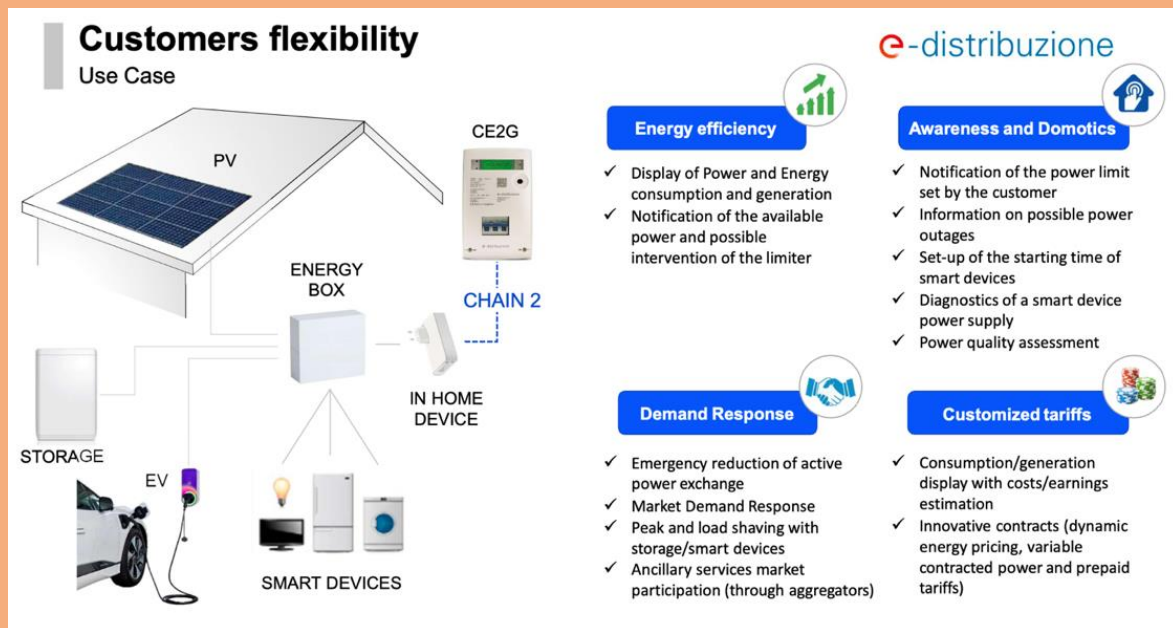 Customers flexibility
Use Case
e-distribuzione
PV
CE2G
ENERGY
BOX
CHAIN 2
IN HOME
DEVICE
STORAGE
EV
SMART DEVICES
Energy efficiency
✓ Display of Power and Energy
consumption and generation
✓ Notification of the available
power and possible
intervention of the limiter
Awareness and Domotics
✓ Notification of the power limit
set by the customer
✓ Information on possible power
outages
✓ Set-up of the starting time of
smart devices
✓ Diagnostics of a smart device
power supply
✓ Power quality assessment
Demand Response
✓ Emergency reduction of active
power exchange
✓ Market Demand Response
✓ Peak and load shaving with
storage/smart devices
✓ Ancillary services market
participation (through aggregators)
Customized tariffs
✓ Consumption/generation
display with costs/earnings
estimation
✓ Innovative contracts (dynamic
energy pricing, variable
contracted power and prepaid
tariffs)